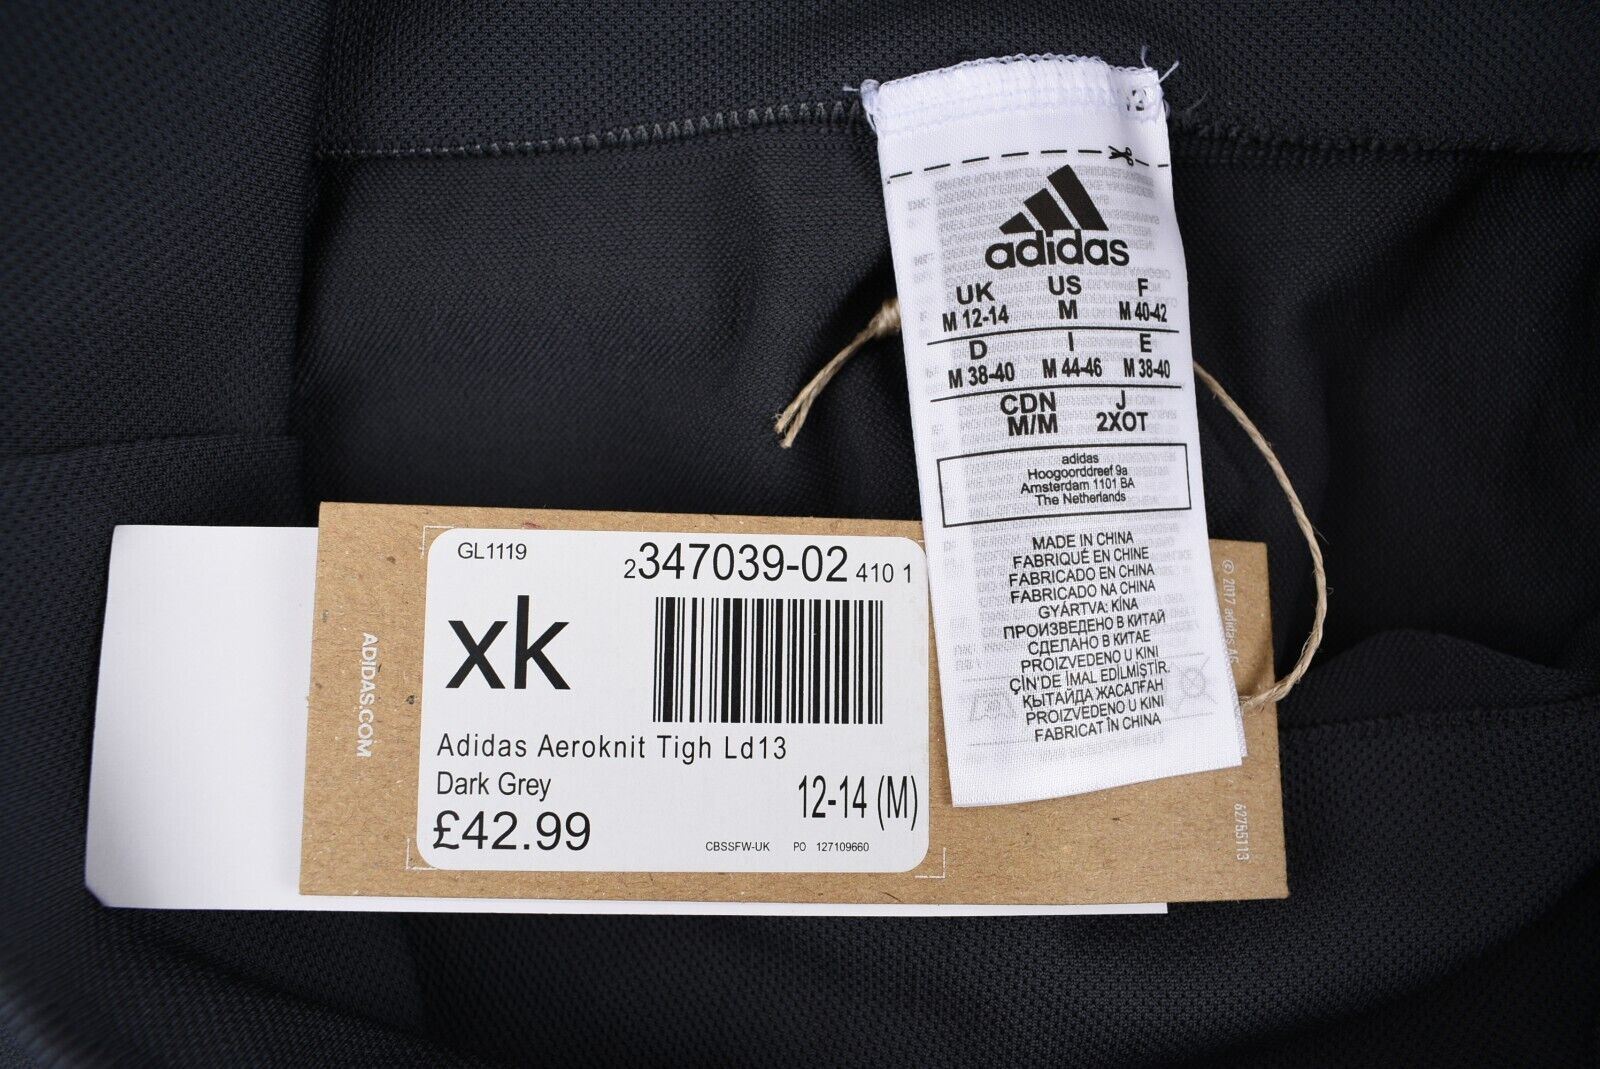 adidas
UK US F
M 12-14 M M 40-42
D I E
M 38-40 M 44-46 M 38-40
CDN J
M/M 2XOT
adidas
Hoogoorddreef 9a
Amsterdam 1101 BA
The Netherlands
MADE IN CHINA
FABRIQUÉ EN CHINE
FABRICADO EN CHINA
FABRICADO NA CHINA
GYÁRTVA: KÍNA
ПРОИЗВЕДЕНО В КИТАЙ
СДЕЛАНО В КИТАЕ
PROIZVEDENO U KINI
ÇİN'DE İMAL EDİLMİŞTİR.
ҚЫТАЙДА ЖАСАЛҒАН
PROIZVEDENO U KINI
FABRICAT ÎN CHINA
GL1119
2347039-02 410 1
xk
Adidas Aeroknit Tigh Ld13
Dark Grey
12-14 (M)
£42.99
CBSSFW-UK PO 127109660
ADIDAS.COM
© 2017 adidas
62755113